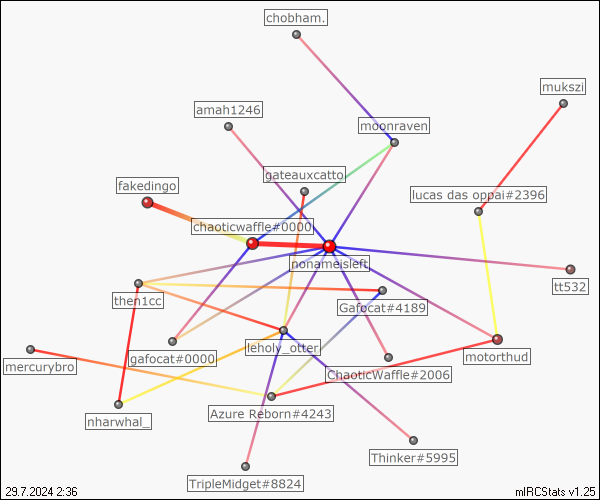 chobham.
mukszi
amah1246
moonraven
gateauxcatto
fakedingo
lucas das oppai#2396
chaoticwaffle#0000
nonameisleft
tt532
then1cc
Gafocat#4189
leholy_otter
gafocat#0000
motorthud
mercurybro
ChaoticWaffle#2006
nharwhal_
Azure Reborn#4243
Thinker#5995
TripleMidget#8824
29.7.2024 2:36
mIRCStats v1.25